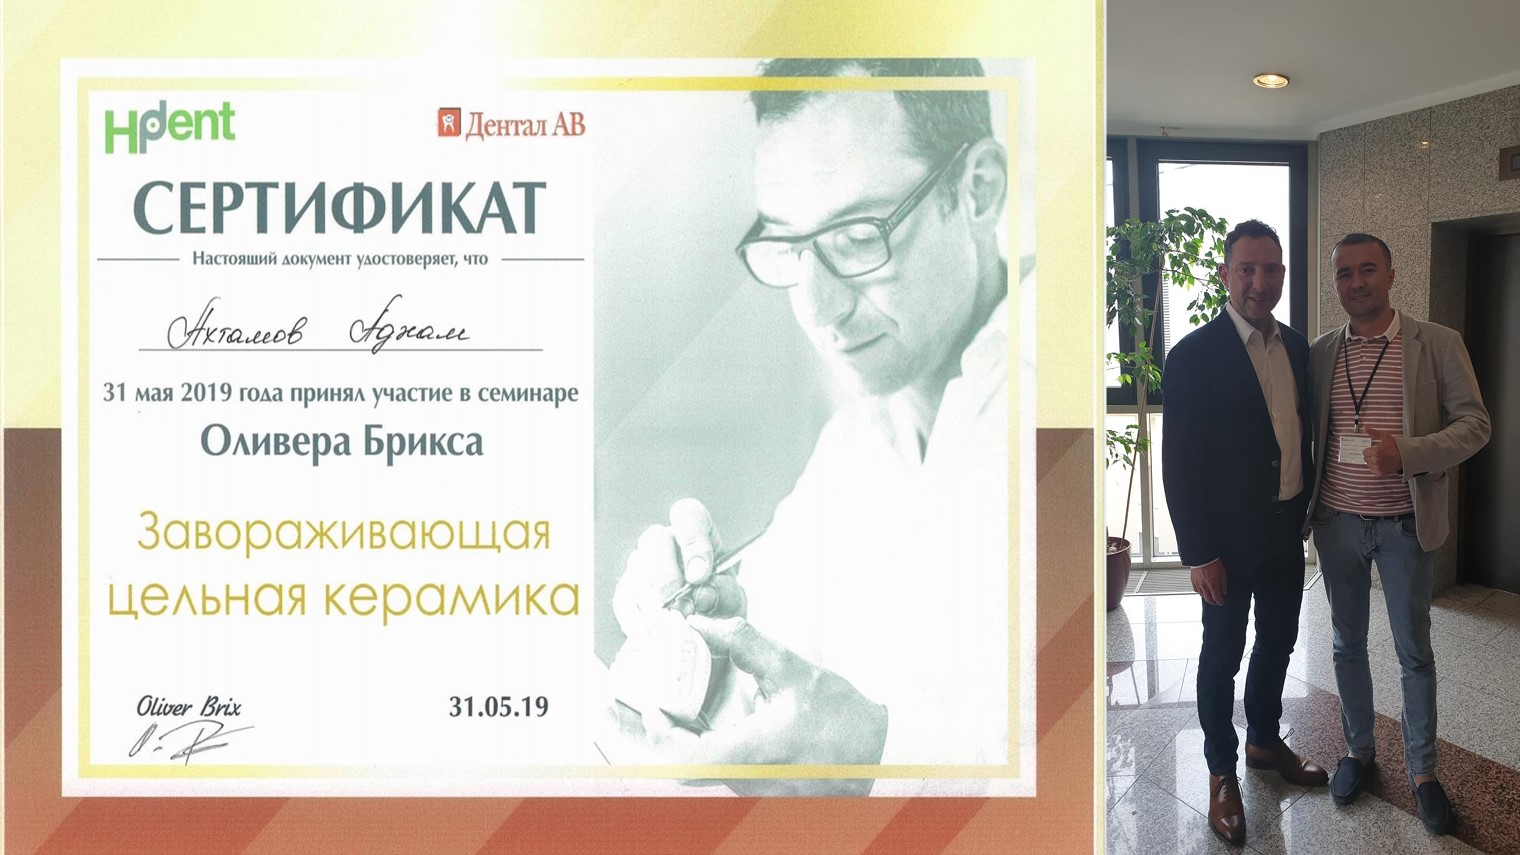 Hpdent
Дентал АВ
СЕРТИФИКАТ
Настоящий документ удостоверяет, что
Ахтамов Аджам
31 мая 2019 года принял участие в семинаре
Оливера Брикса
Завораживающая
цельная керамика
Oliver Brix
31.05.19